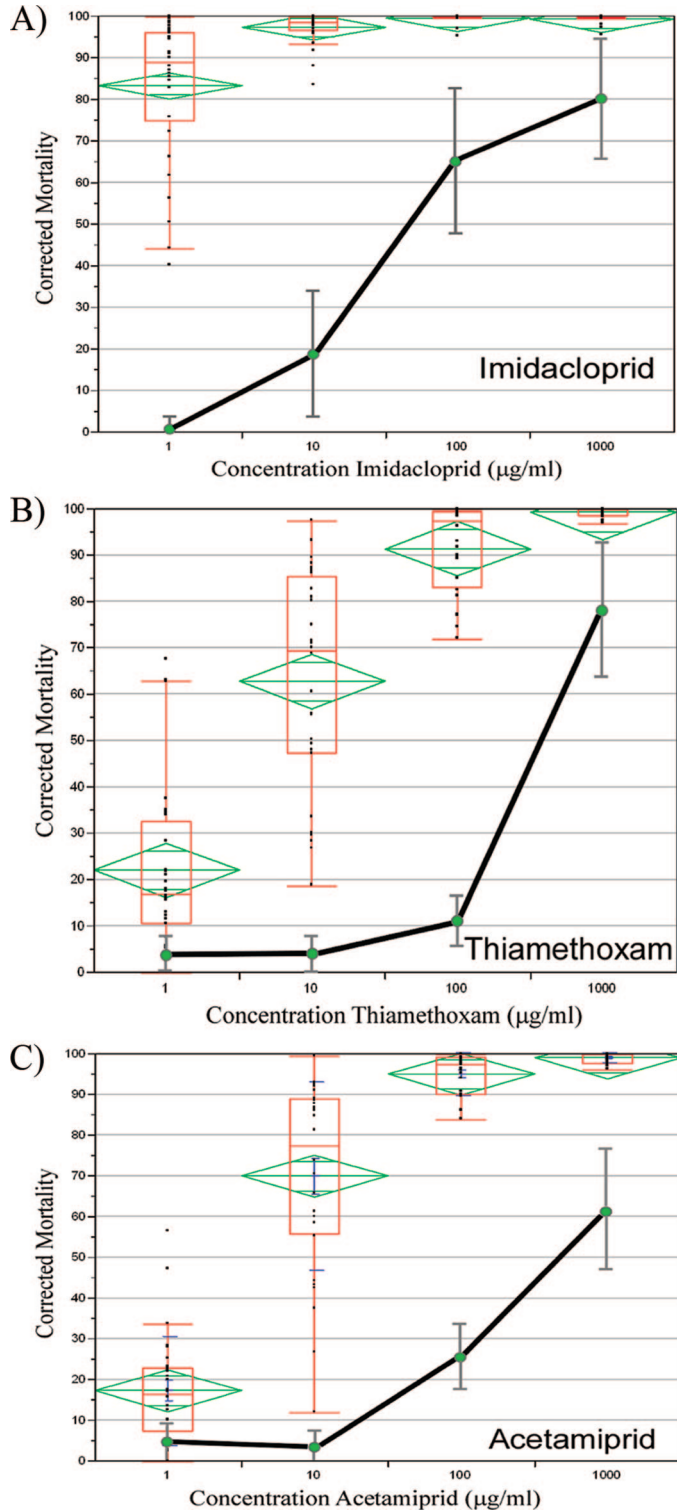 A)
100
90
80
70
60
50
40
30
20
10
0
Corrected Mortality
Imidacloprid
1 10 100 1000
Concentration Imidacloprid (µg/ml)
B)
100
90
80
70
60
50
40
30
20
10
0
Corrected Mortality
Thiamethoxam
1 10 100 1000
Concentration Thiamethoxam (µg/ml)
C)
100
90
80
70
60
50
40
30
20
10
0
Corrected Mortality
Acetamiprid
1 10 100 1000
Concentration Acetamiprid (µg/ml)